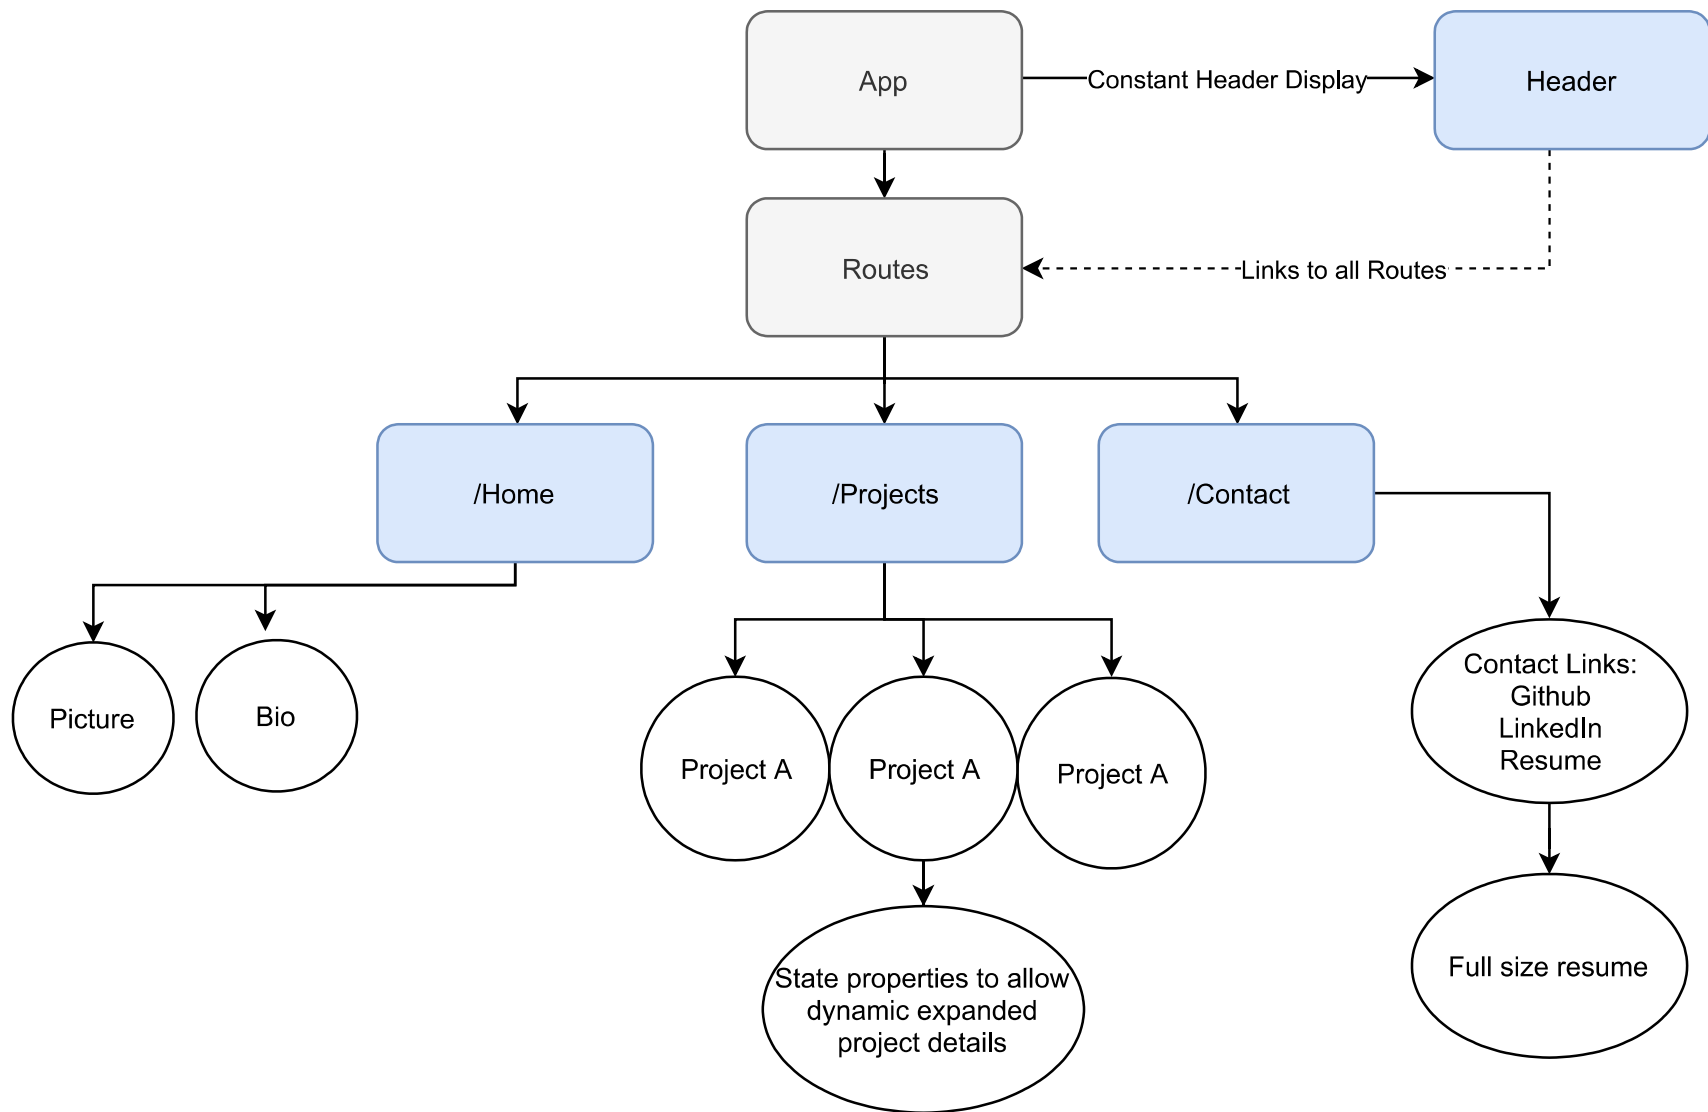 App
Constant Header Display
Header
Routes
Links to all Routes
/Home
/Projects
/Contact
Picture
Bio
Project A
Project A
Project A
Contact Links:
Github
LinkedIn
Resume
State properties to allow
dynamic expanded
project details
Full size resume